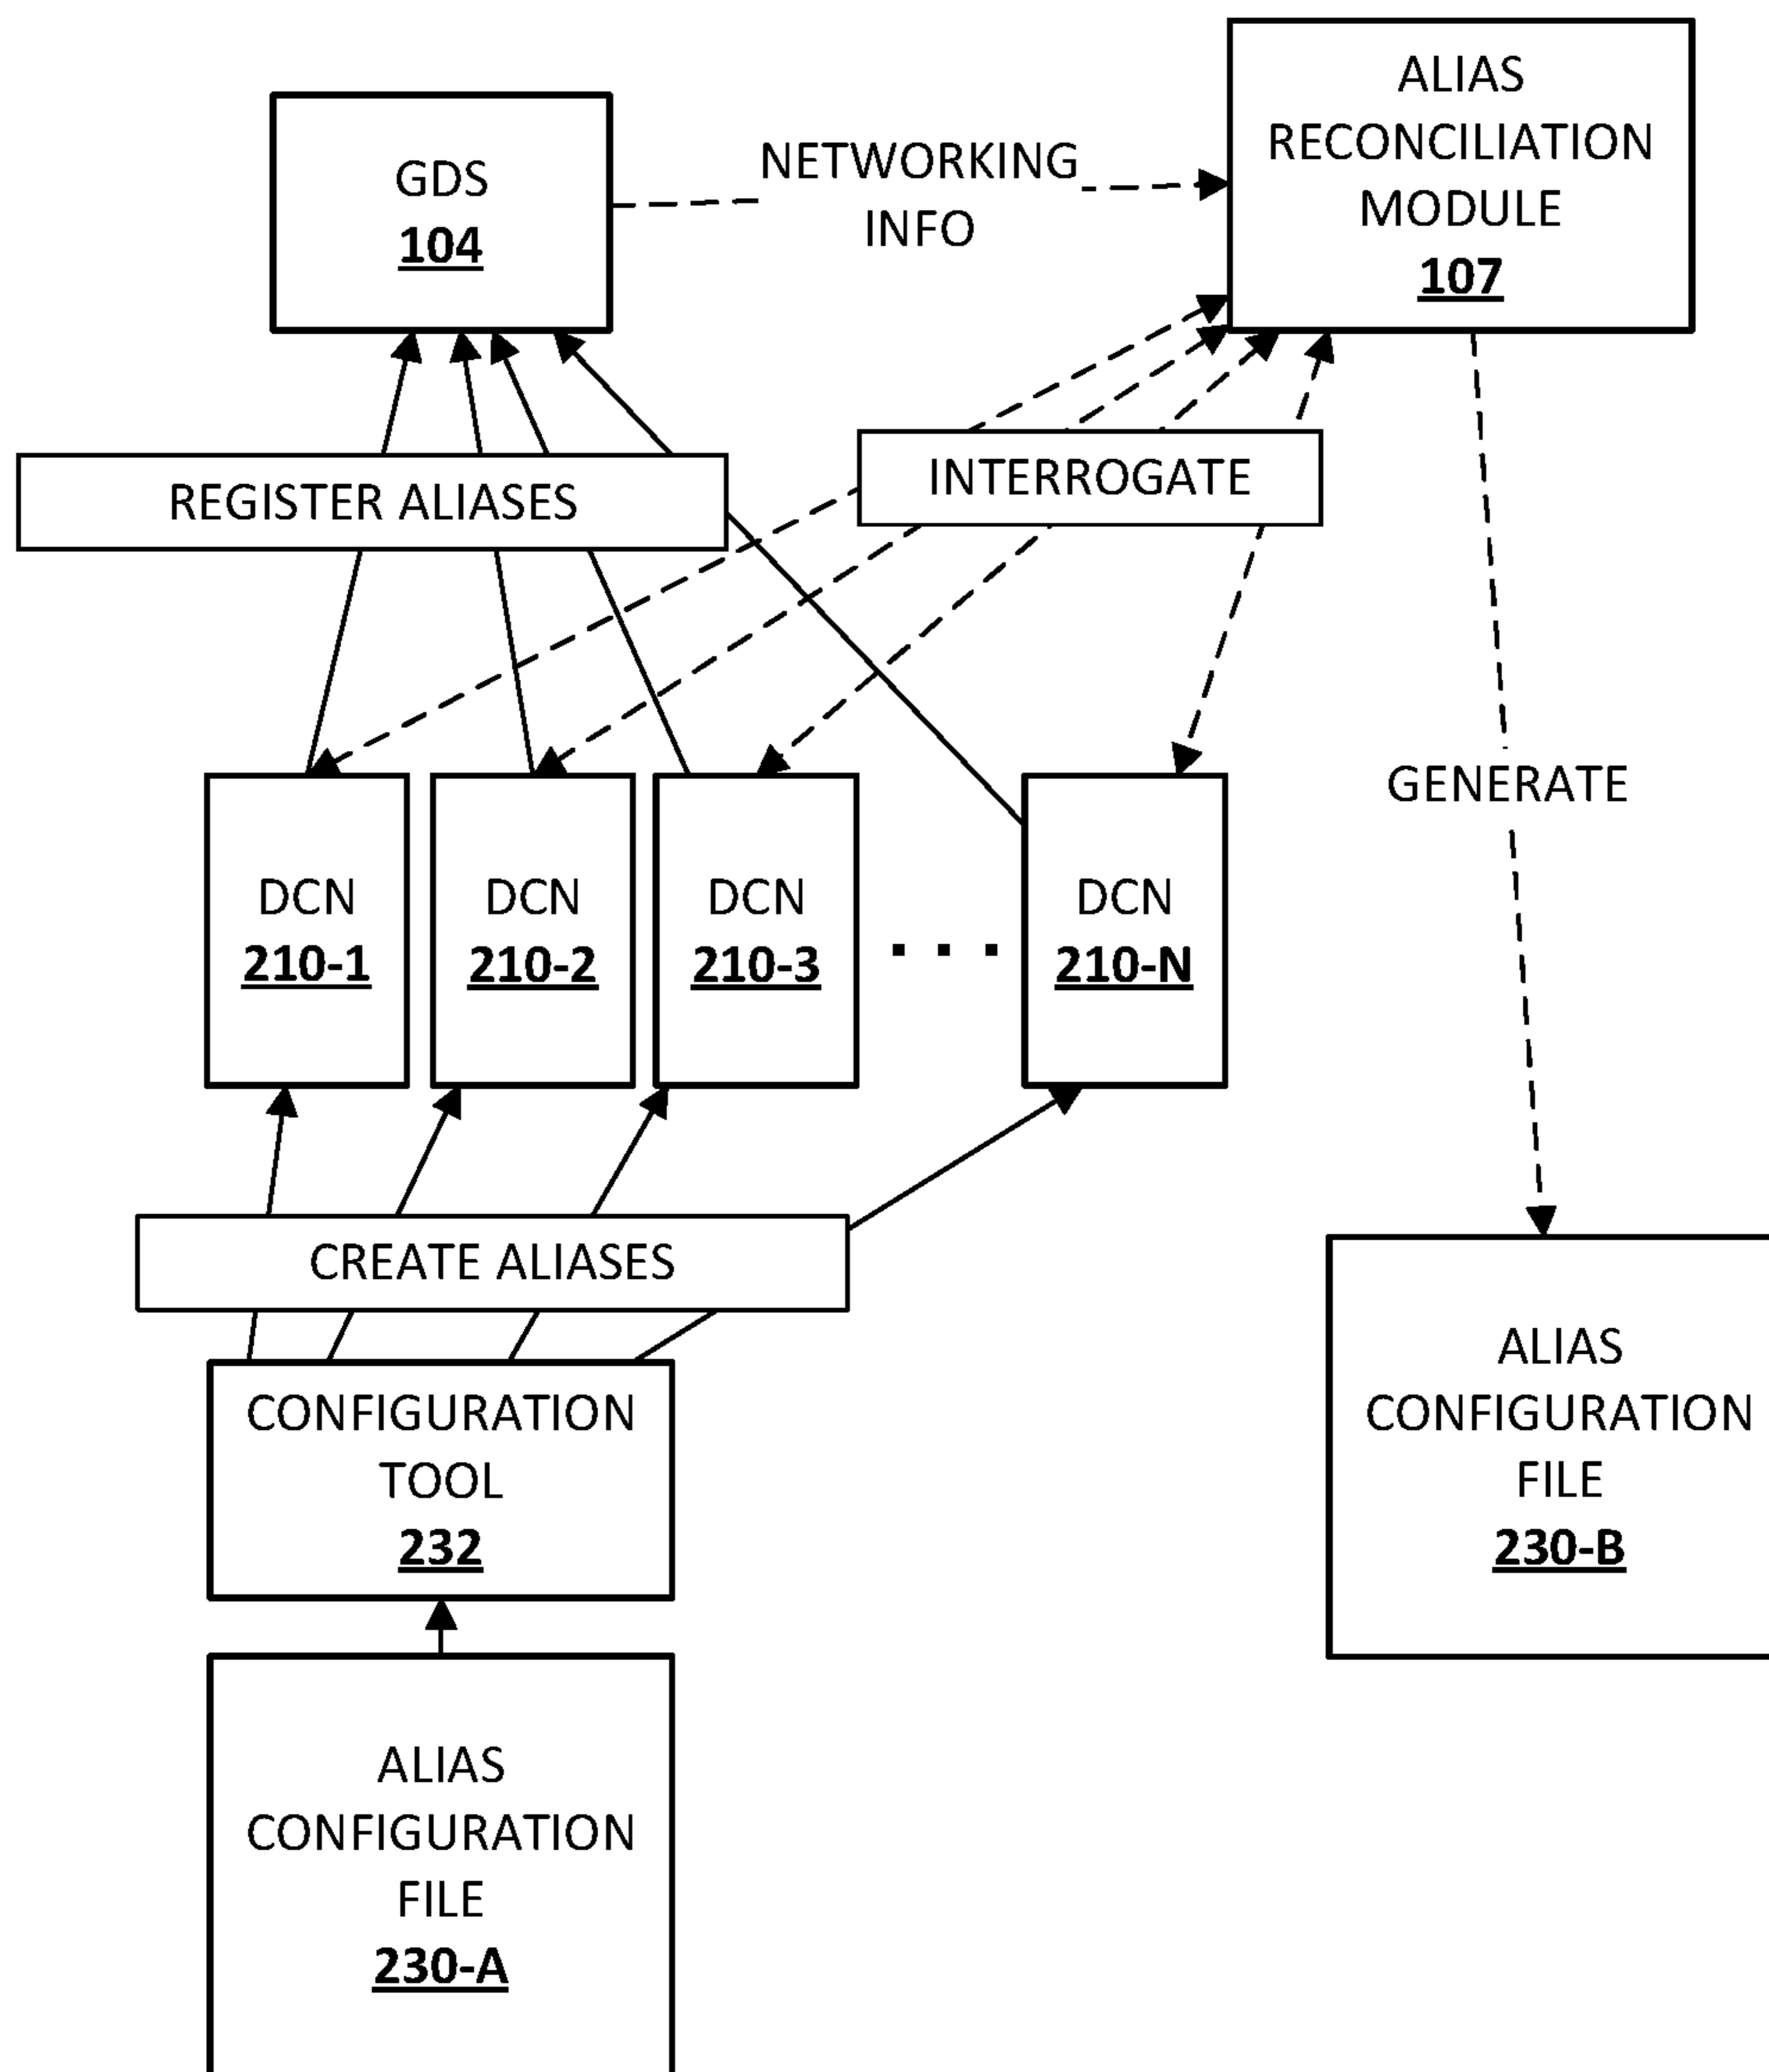 ALIAS
RECONCILIATION
MODULE
107
GDS
104
NETWORKING
INFO
REGISTER ALIASES
INTERROGATE
GENERATE
DCN
210-1
DCN
210-2
DCN
210-3
. . .
DCN
210-N
CREATE ALIASES
CONFIGURATION
TOOL
232
ALIAS
CONFIGURATION
FILE
230-B
ALIAS
CONFIGURATION
FILE
230-A